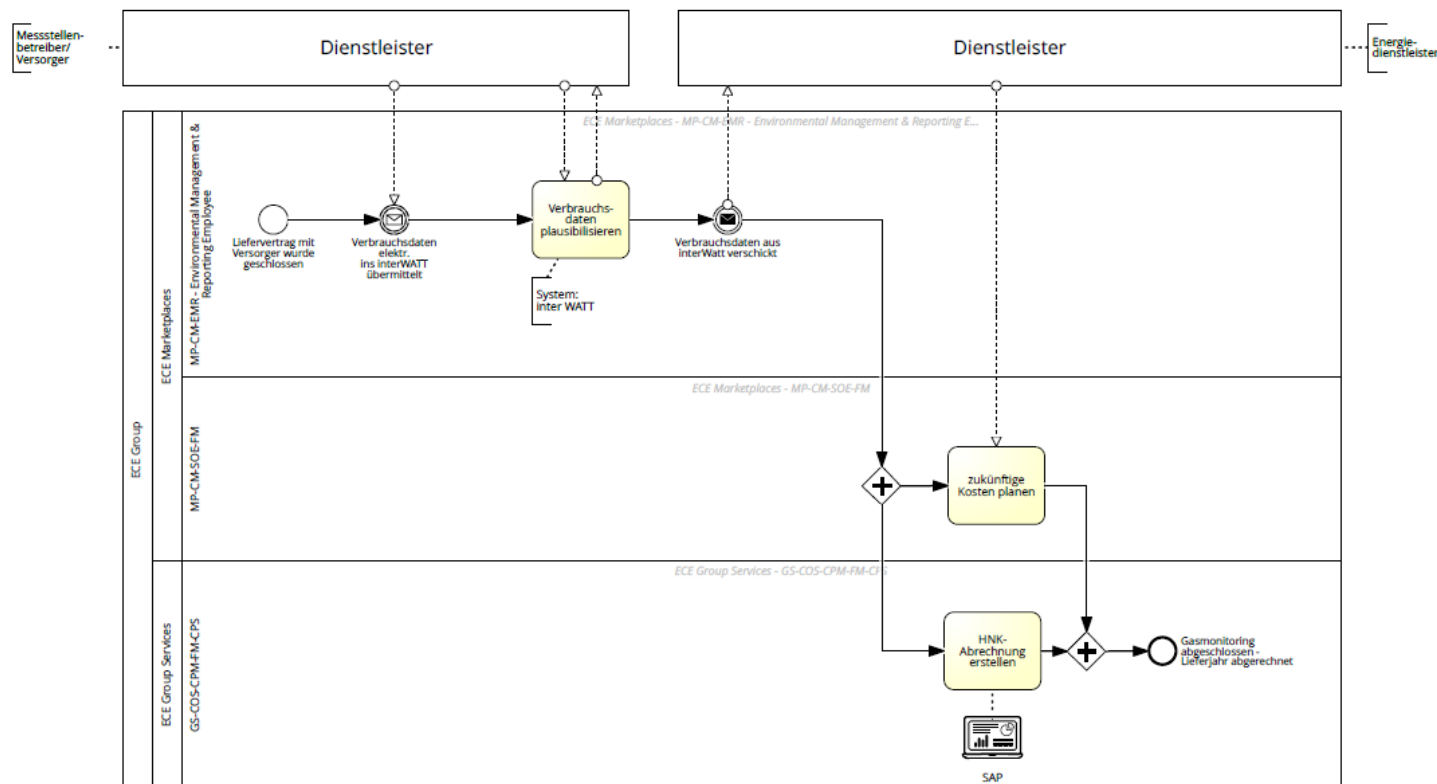 Messstellen-
betreiber/
Versorger
Dienstleister
Dienstleister
Energie-
dienstleister
ECE Group
ECE Marketplaces
MP-CM-EMR - Environmental Management &
Reporting Employee
ECE Marketplaces - MP-CM-EMR - Environmental Management & Reporting E...
Liefervertrag mit
Versorger wurde
geschlossen
Verbrauchsdaten
elektr.
ins interWATT
übermittelt
Verbrauchs-
daten
plausibilisieren
System:
inter WATT
Verbrauchsdaten aus
interWatt verschickt
MP-CM-SOE-FM
ECE Marketplaces - MP-CM-SOE-FM
zukünftige
Kosten planen
ECE Group Services
GS-COS-CPM-FM-CPS
ECE Group Services - GS-COS-CPM-FM-CPS
HNK-
Abrechnung
erstellen
Gasmonitoring
abgeschlossen -
Lieferjahr abgerechnet
SAP